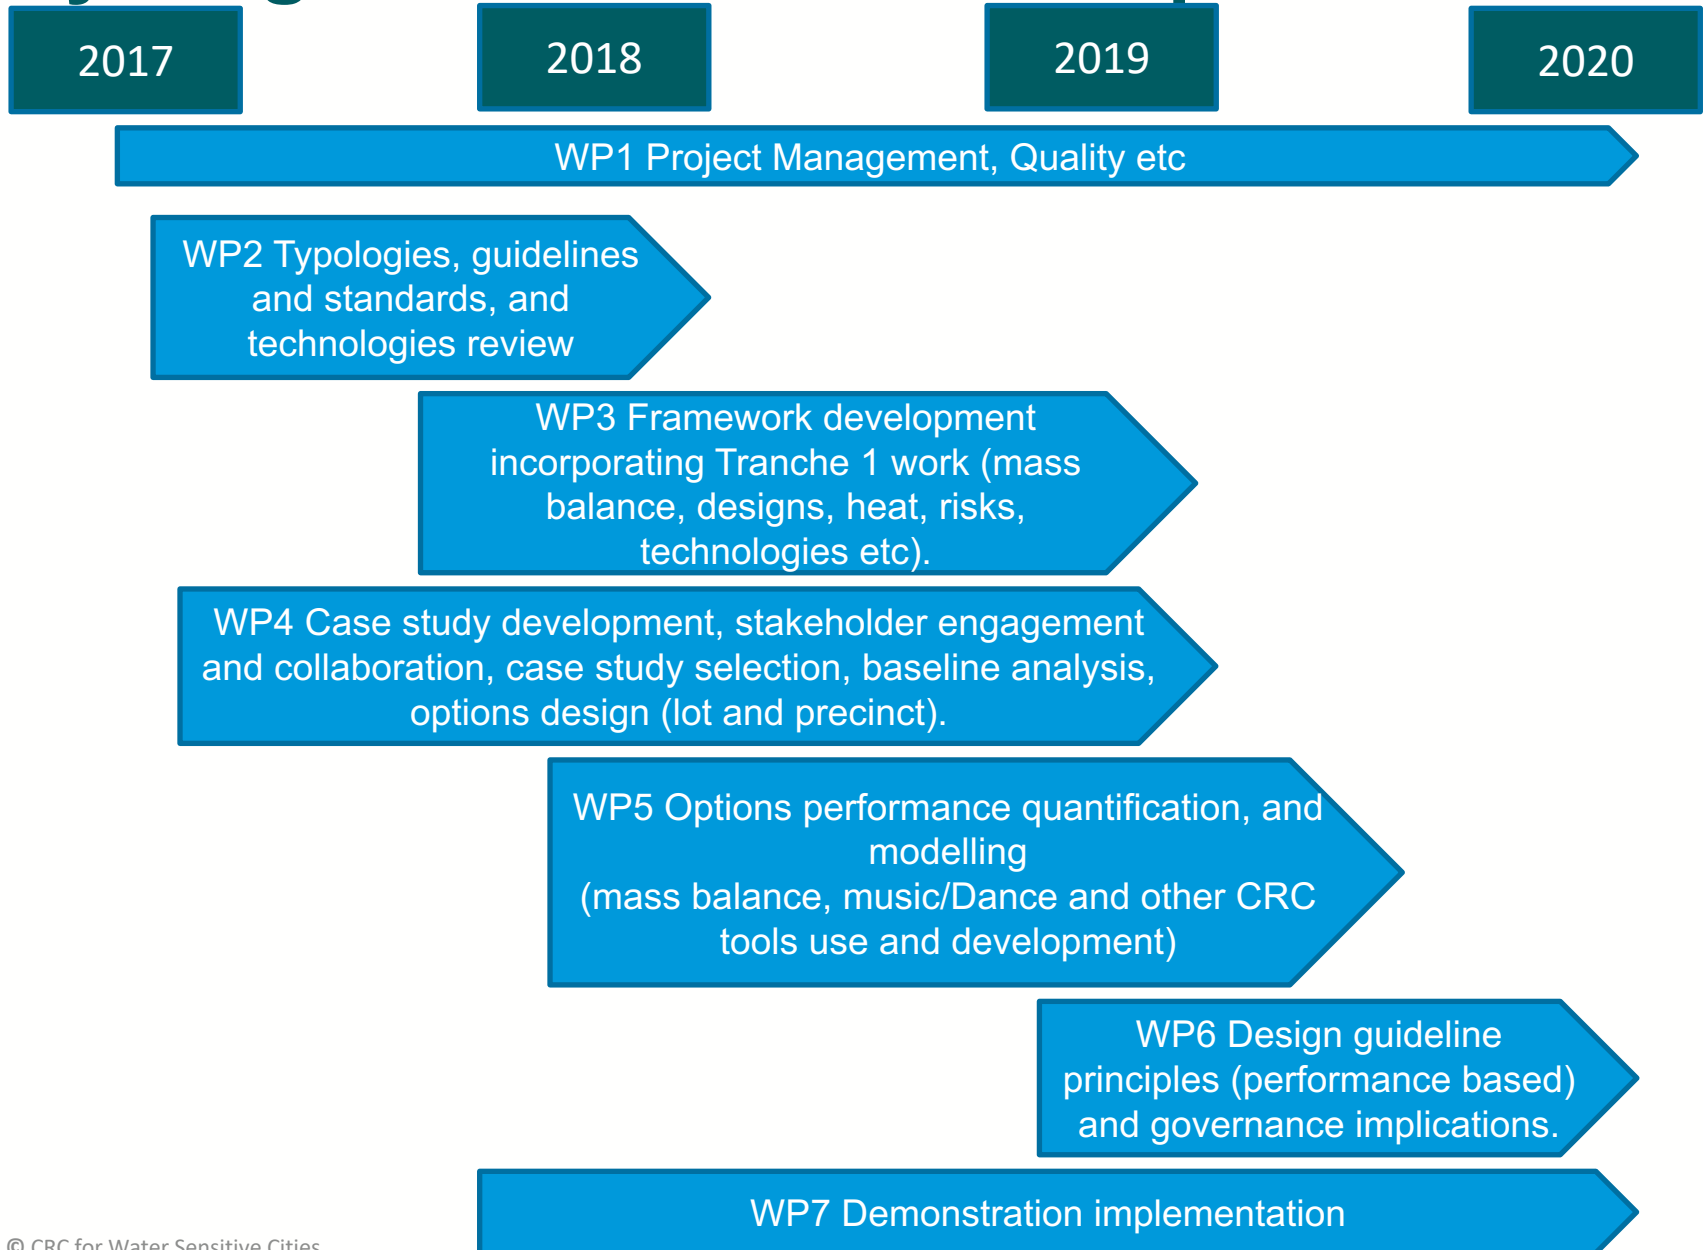 2017
2018
2019
2020
WP1 Project Management, Quality etc
WP2 Typologies, guidelines
and standards, and
technologies review
WP3 Framework development
incorporating Tranche 1 work (mass
balance, designs, heat, risks,
technologies etc).
WP4 Case study development, stakeholder engagement
and collaboration, case study selection, baseline analysis,
options design (lot and precinct).
WP5 Options performance quantification, and
modelling
(mass balance, music/Dance and other CRC
tools use and development)
WP6 Design guideline
principles (performance based)
and governance implications.
WP7 Demonstration implementation
© CRC for Water Sensitive Cities